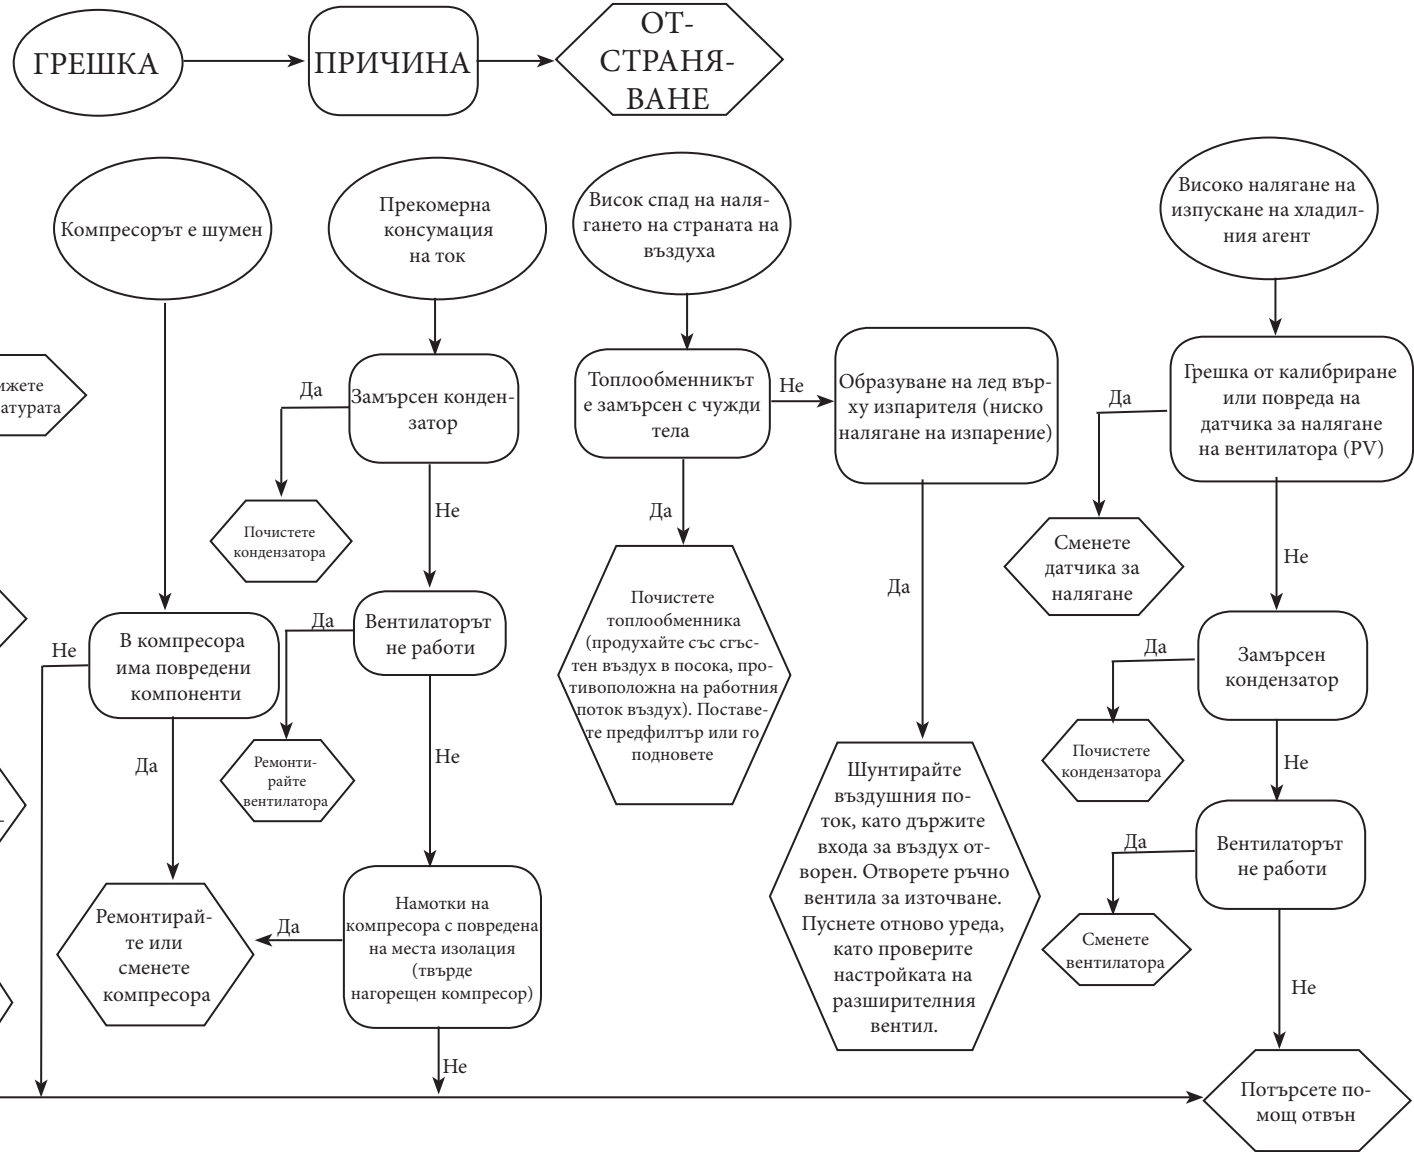 ГРЕШКА
ПРИЧИНА
ОТ-
СТРАНЯ-
ВАНЕ
Компресорът е шумен
Прекомерна
консумация
на ток
Висок спад на наля-
гането на страната на
въздуха
Високо налягане на
изпускане на хладил-
ния агент
ижете
атурата
Да
Замърсен конден-
затор
Топлообменникът
е замърсен с чужди
тела
Не
Образуване на лед вър-
ху изпарителя (ниско
налягане на изпарение)
Да
Грешка от калибриране
или повреда на
датчика за налягане
на вентилатора (PV)
Почистете
кондензатора
Не
Да
Да
Сменете
датчика за
налягане
Не
Не
В компресора
има повредени
компоненти
Да
Вентилаторът
не работи
Почистете
топлообменника
(продухайте със сгъс-
тен въздух в посока, про-
тивоположна на работния
поток въздух). Поставе-
те предфилтър или го
подновете
Да
Замърсен
кондензатор
Да
Ремонти-
райте
вентилатора
Не
Почистете
кондензатора
Не
Шунтирайте
въздушния по-
ток, като държите
входа за въздух от-
ворен. Отворете ръчно
вентила за източване.
Пуснете отново уреда,
като проверите
настройката на
разширителния
вентил.
Да
Вентилаторът
не работи
Ремонтирай-
те или
сменете
компресора
Да
Намотки на
компресора с повредена
на места изолация
(твърде
нагорещен компресор)
Сменете
вентилатора
Не
Не
Потърсете по-
мощ отвън